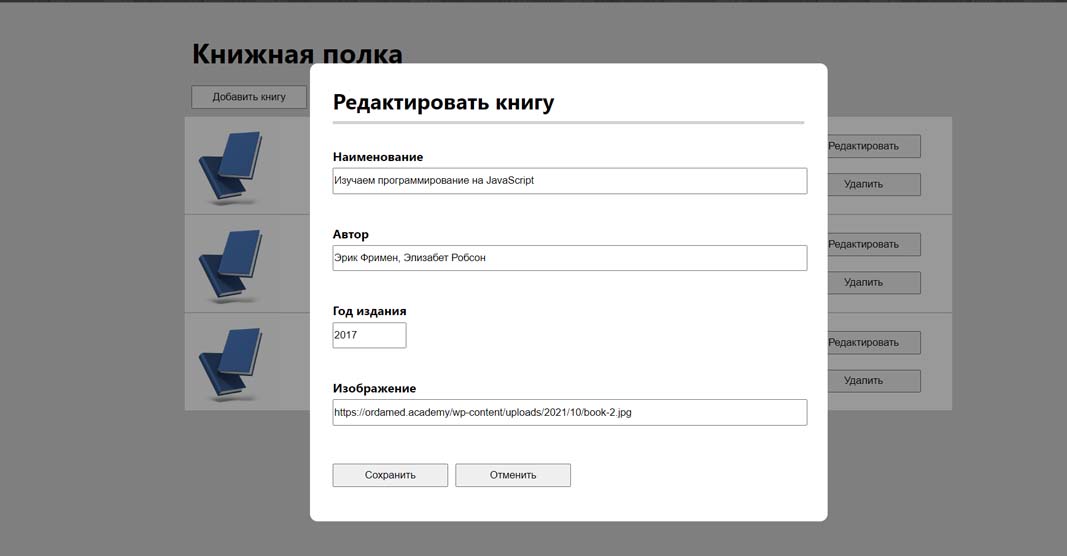 Книжная полка
Добавить книгу
Редактировать книгу
Наименование
Изучаем программирование на JavaScript
Автор
Эрик Фримен, Элизабет Робсон
Год издания
2017
Изображение
https://ordamed.academy/wp-content/uploads/2021/10/book-2.jpg
Сохранить Отменить
Редактировать
Удалить
Редактировать
Удалить
Редактировать
Удалить